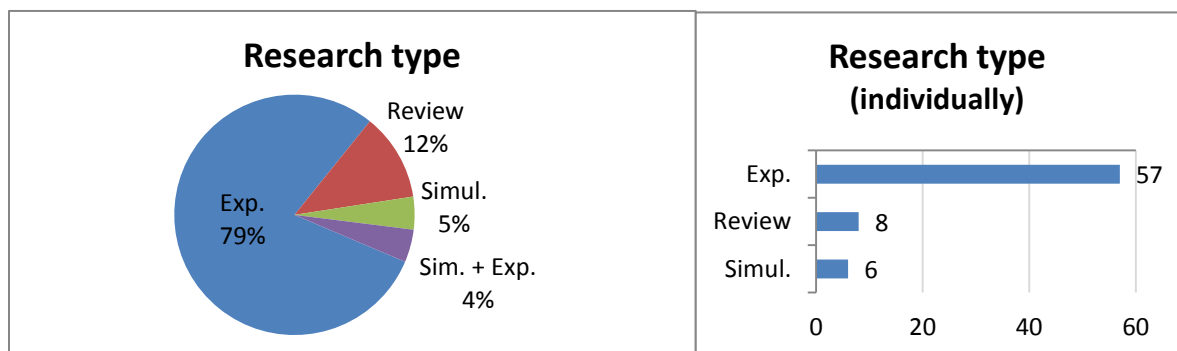 Research type
Review
12%
Simul.
5%
Sim. + Exp.
4%
Exp.
79%
Research type
(individually)
Exp.
57
Review
8
Simul.
6
0 20 40 60